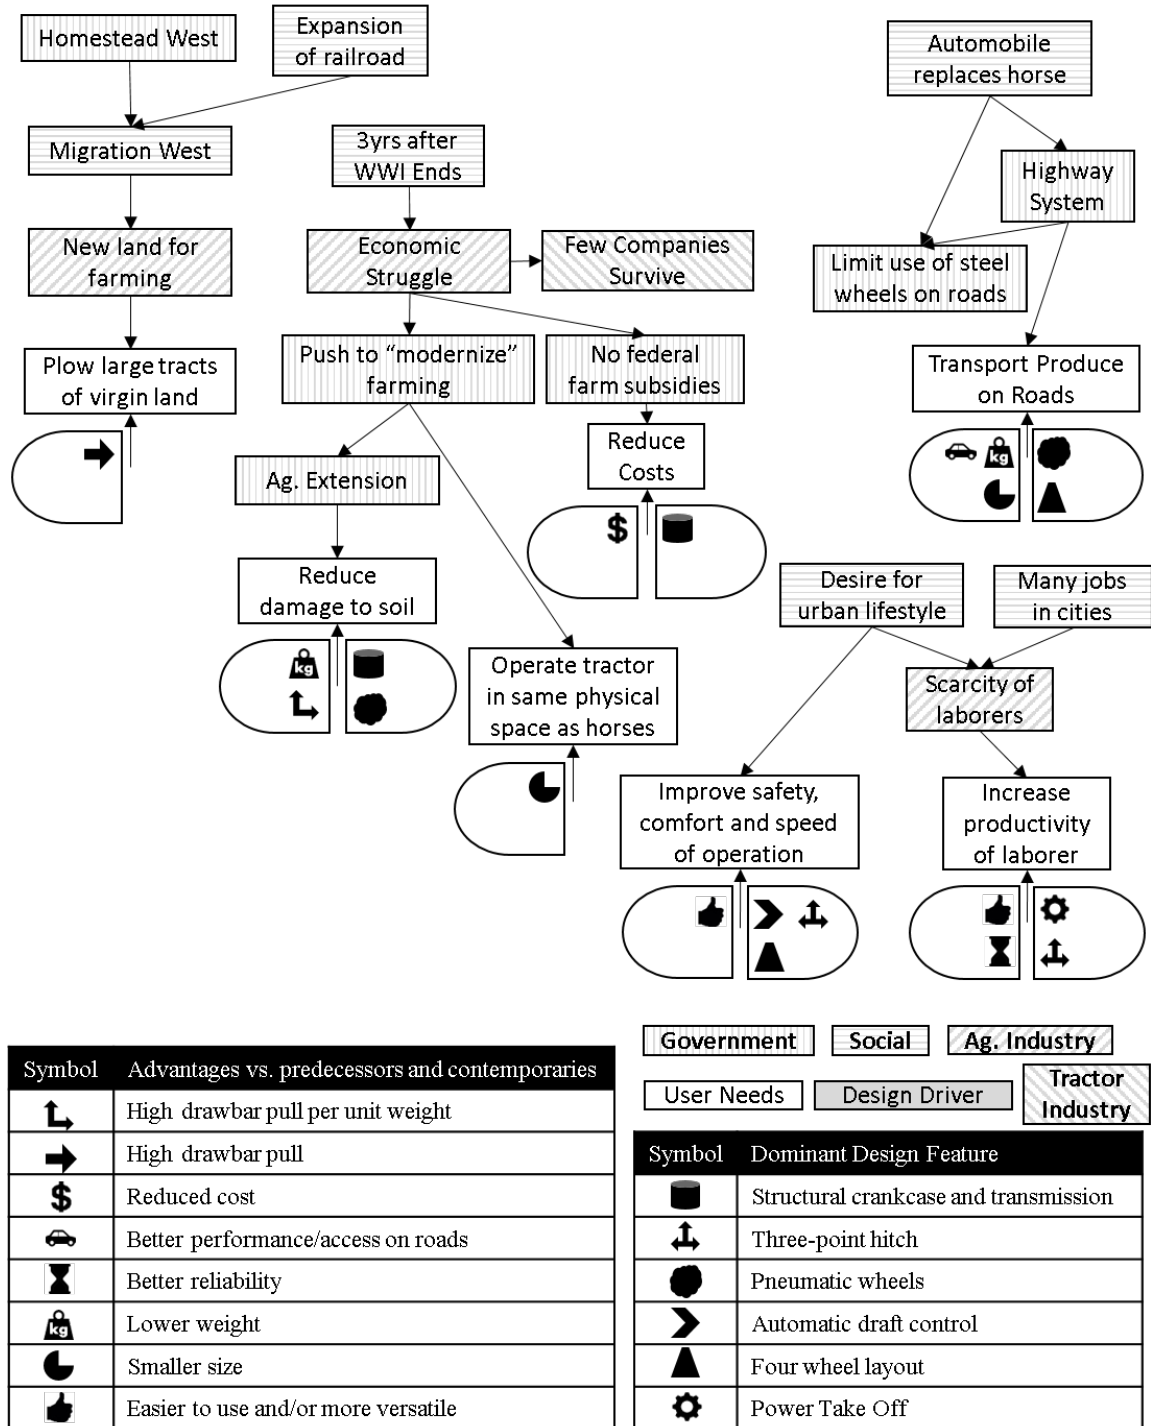 Homestead West
Expansion
of railroad
Automobile
replaces horse
Migration West
3yrs after
WWI Ends
Highway
System
New land for
farming
Economic
Struggle
Few Companies
Survive
Limit use of steel
wheels on roads
Plow large tracts
of virgin land
Push to “modernize”
farming
No federal
farm subsidies
Transport Produce
on Roads
Ag. Extension
Reduce
Costs
kg
$
Reduce
damage to soil
Desire for
urban lifestyle
Many jobs
in cities
kg
Operate tractor
in same physical
space as horses
Scarcity of
laborers
Improve safety,
comfort and speed
of operation
Increase
productivity
of laborer
Government
Social
Ag. Industry
User Needs
Design Driver
Tractor
Industry
Symbol Advantages vs. predecessors and contemporaries
High drawbar pull per unit weight
High drawbar pull
$ Reduced cost
Better performance/access on roads
Better reliability
kg Lower weight
Smaller size
Easier to use and/or more versatile
Symbol Dominant Design Feature
Structural crankcase and transmission
Three-point hitch
Pneumatic wheels
Automatic draft control
Four wheel layout
Power Take Off